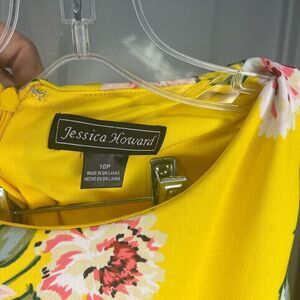 Jessica Howard
10P
MADE IN SRI LANKA
HECHO EN SRI LANKA